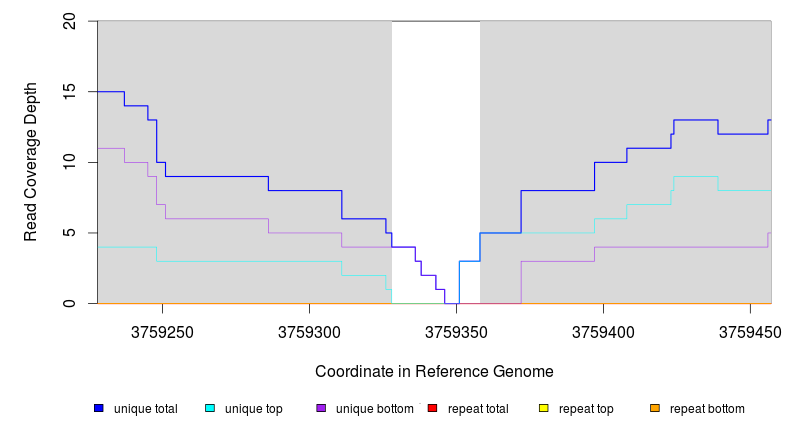 20
15
10
5
0
Read Coverage Depth
3759250 3759300 3759350 3759400 3759450
Coordinate in Reference Genome
unique total unique top unique bottom repeat total repeat top repeat bottom